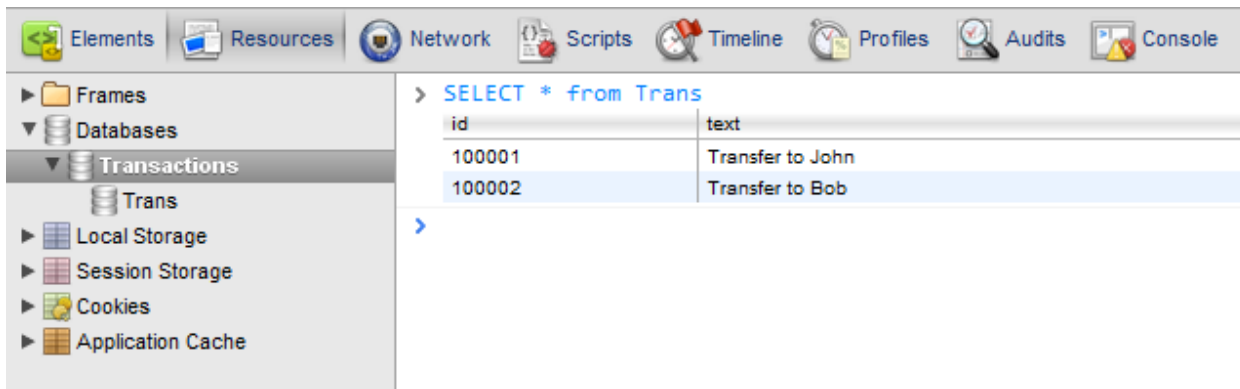 Elements Resources Network Scripts Timeline Profiles Audits Console
Frames
Databases
Transactions
Trans
Local Storage
Session Storage
Cookies
Application Cache
> SELECT * from Trans
id text
100001 Transfer to John
100002 Transfer to Bob
>